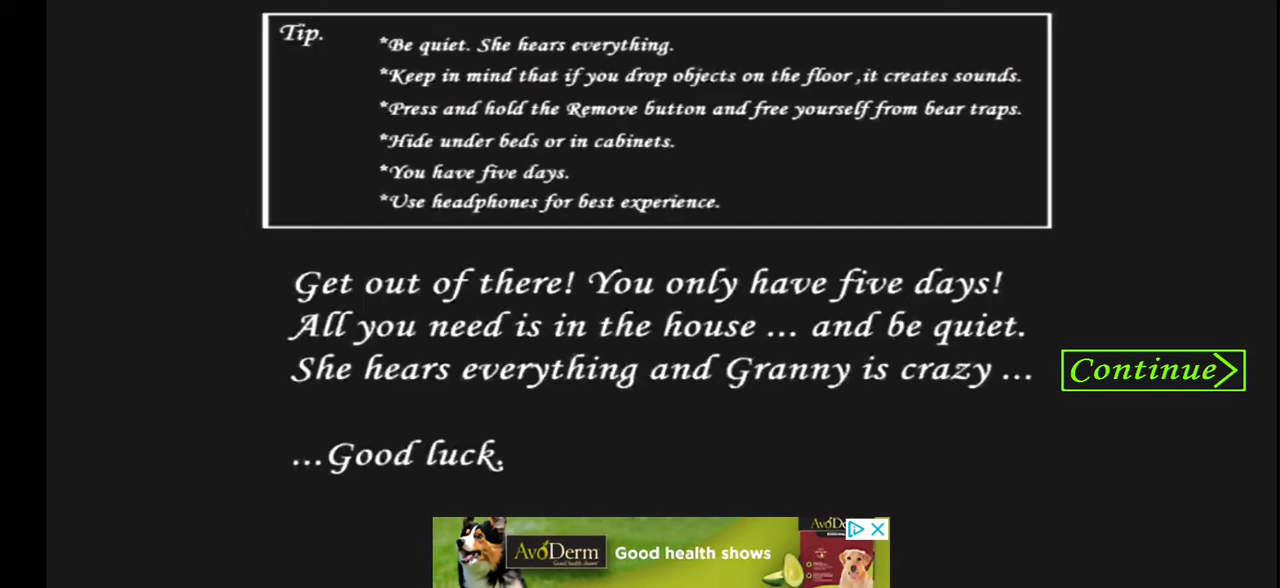 Tip.
*Be quiet. She hears everything.
*Keep in mind that if you drop objects on the floor ,it creates sounds.
*Press and hold the Remove button and free yourself from bear traps.
*Hide under beds or in cabinets.
*You have five days.
*Use headphones for best experience.
Get out of there! You only have five days!
All you need is in the house ... and be quiet.
She hears everything and Granny is crazy ...
Continue>
...Good luck.
AvoDerm
Good health shows
Good health shows
AvoD